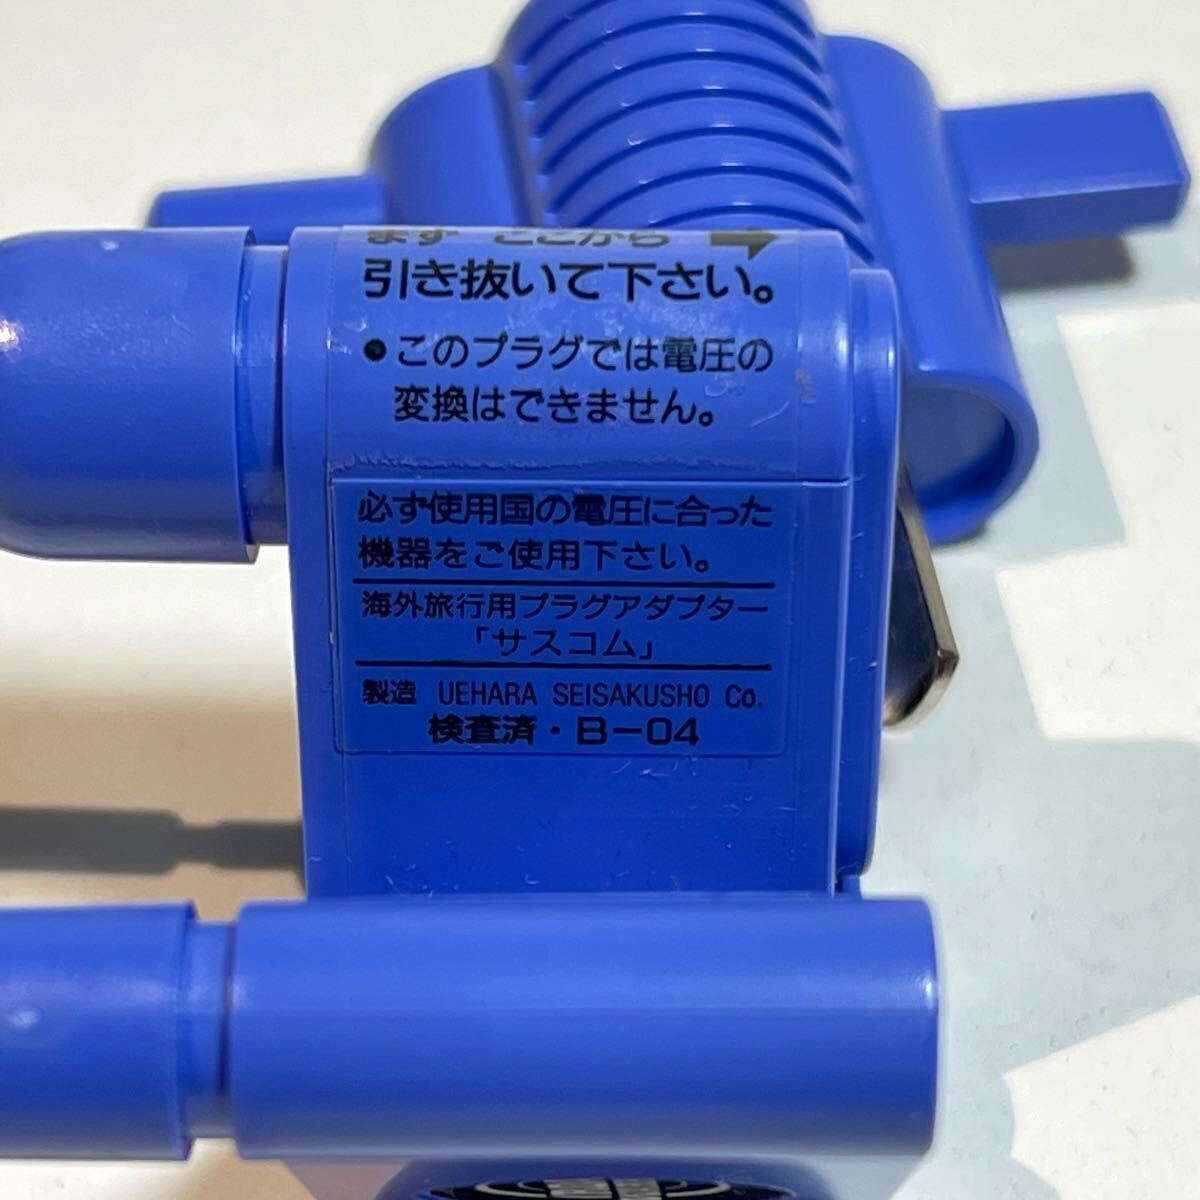 まず ここから ➡
引き抜いて下さい。
●このプラグでは電圧の
変換はできません。
必ず使用国の電圧に合った
機器をご使用下さい。
海外旅行用プラグアダプター
「サスコム」
製造 UEHARA SEISAKUSHO Co.
検査済・B-04